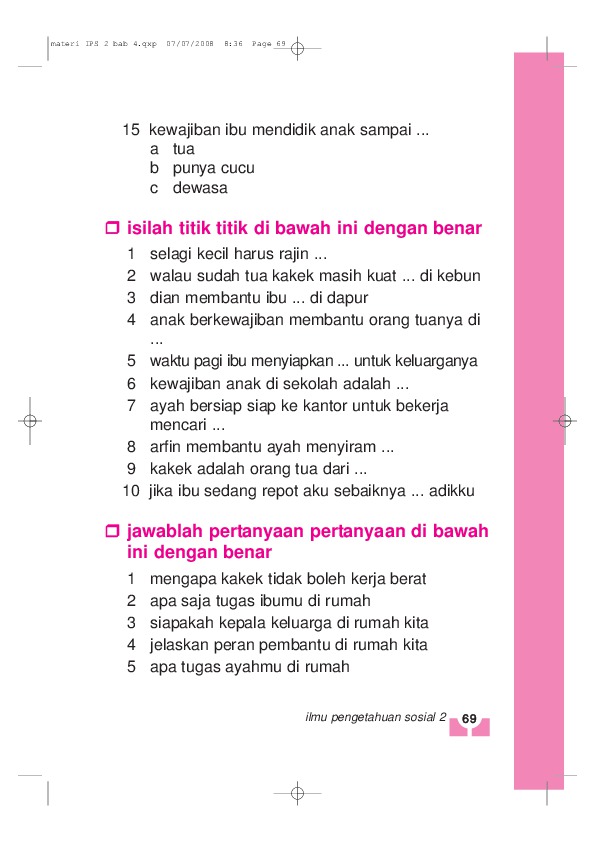 materi IPS 2 bab 4.qxp 07/07/2008 8:36 Page 69
15 kewajiban ibu mendidik anak sampai ...
a tua
b punya cucu
c dewasa
❒ isilah titik titik di bawah ini dengan benar
1 selagi kecil harus rajin ...
2 walau sudah tua kakek masih kuat ... di kebun
3 dian membantu ibu ... di dapur
4 anak berkewajiban membantu orang tuanya di
...
5 waktu pagi ibu menyiapkan ... untuk keluarganya
6 kewajiban anak di sekolah adalah ...
7 ayah bersiap siap ke kantor untuk bekerja
mencari ...
8 arfin membantu ayah menyiram ...
9 kakek adalah orang tua dari ...
10 jika ibu sedang repot aku sebaiknya ... adikku
❒ jawablah pertanyaan pertanyaan di bawah
ini dengan benar
1 mengapa kakek tidak boleh kerja berat
2 apa saja tugas ibumu di rumah
3 siapakah kepala keluarga di rumah kita
4 jelaskan peran pembantu di rumah kita
5 apa tugas ayahmu di rumah
ilmu pengetahuan sosial 2 69